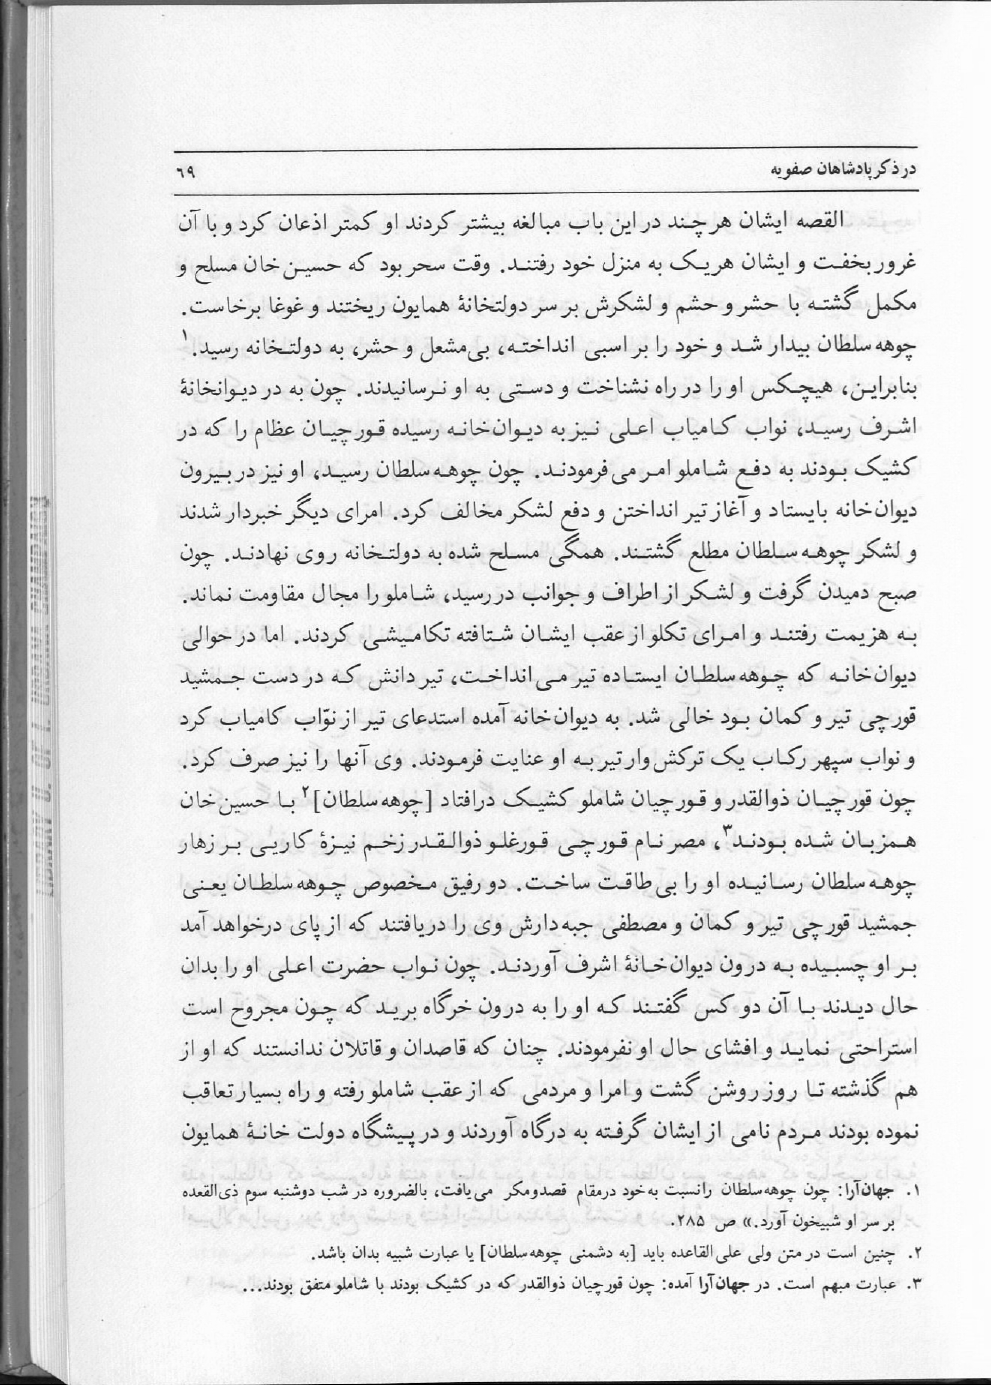 در ذکر پادشاهان صفویه ۶۹
القصه ایشان هرچند در این باب مبالغه بیشتر کردند او کمتر اذعان کرد و با آن
غرور بخفت و ایشان هریک به منزل خود رفتند. وقت سحر بود که حسین خان مسلح و
مکمل گشته با حشر و حشم و لشکرش بر سر دولتخانهٔ همایون ریختند و غوغا برخاست.
چوهه سلطان بیدار شد و خود را بر اسبی انداخته، بی‌مشعل و حشر، به دولتخانه رسید.۱
بنابراین، هیچکس او را در راه نشناخت و دستی به او نرسانیدند. چون به در دیوانخانهٔ
اشرف رسید، نواب کامیاب اعلی نیز به دیوان‌خانه رسیده قورچیان عظام را که در
کشیک بودند به دفع شاملو امر می‌فرمودند. چون چوهه سلطان رسید، او نیز در بیرون
دیوان‌خانه بایستاد و آغاز تیر انداختن و دفع لشکر مخالف کرد. امرای دیگر خبردار شدند
و لشکر چوهه سلطان مطلع گشتند. همگی مسلح شده به دولتخانه روی نهادند. چون
صبح دمیدن گرفت و لشکر از اطراف و جوانب در رسید، شاملو را مجال مقاومت نماند.
به هزیمت رفتند و امرای تکلو از عقب ایشان شتافته تکامیشی کردند. اما در حوالی
دیوان‌خانه که چوهه سلطان ایستاده تیر می‌انداخت، تیر دانش که در دست جمشید
قورچی تیر و کمان بود خالی شد. به دیوان‌خانه آمده استدعای تیر از نوّاب کامیاب کرد
و نواب سپهر رکاب یک ترکش‌وار تیر به او عنایت فرمودند. وی آنها را نیز صرف کرد.
چون قورچیان ذوالقدر و قورچیان شاملو کشیک درافتاد [چوهه سلطان]۲ با حسین خان
همزبان شده بودند۳، مصر نام قورچی قورغلو ذوالقدر زخم نیزهٔ کاریی بر زهار
چوهه سلطان رسانیده او را بی‌طاقت ساخت. دو رفیق مخصوص چوهه سلطان یعنی
جمشید قورچی تیر و کمان و مصطفی جبه‌دارش وی را دریافتند که از پای درخواهد آمد
بر او چسبیده به درون دیوان‌خانهٔ اشرف آوردند. چون نواب حضرت اعلی او را بدان
حال دیدند با آن دو کس گفتند که او را به درون خرگاه برید که چون مجروح است
استراحتی نماید و افشای حال او نفرمودند. چنان که قاصدان و قاتلان ندانستند که او از
هم گذشته تا روز روشن گشت و امرا و مردمی که از عقب شاملو رفته و راه بسیار تعاقب
نموده بودند مردم نامی از ایشان گرفته به درگاه آوردند و در پیشگاه دولت خانهٔ همایون
۱. جهان‌آرا: چون چوهه سلطان را نسبت به خود در مقام قصد و مکر می‌یافت، بالضروره در شب دوشنبه سوم ذی‌القعده
بر سر او شبیخون آورد.» ص ۲۸۵.
۲. چنین است در متن ولی علی‌القاعده باید [به دشمنی چوهه سلطان] یا عبارت شبیه بدان باشد.
۳. عبارت مبهم است. در جهان‌آرا آمده: چون قورچیان ذوالقدر که در کشیک بودند با شاملو متفق بودند...